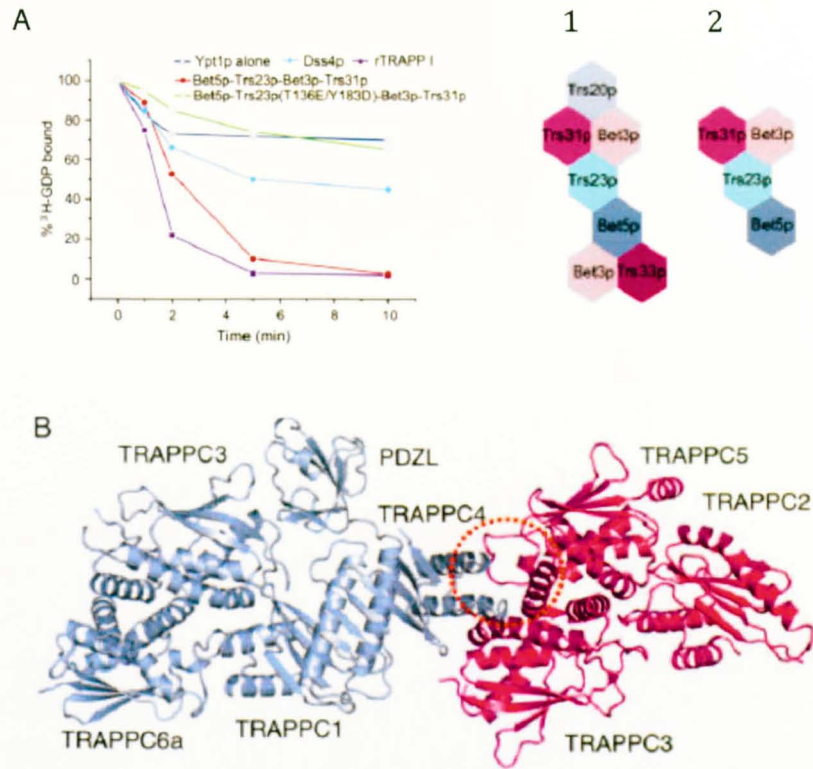 A
1
2
Ypt1p alone Dss4p rTRAPP I
Bet5p-Trs23p-Bet3p-Trs31p
Bet5p-Trs23p(T136E/Y183D)-Bet3p-Trs31p
% ³H-GDP bound
100
80
60
40
20
0
0 2 4 6 8 10
Time (min)
Trs20p
Trs31p Bet3p
Trs23p
Bet5p
Bet3p Trs33p
Trs31p Bet3p
Trs23p
Bet5p
B
TRAPPC3
PDZL
TRAPPC4
TRAPPC5
TRAPPC2
TRAPPC6a
TRAPPC1
TRAPPC3